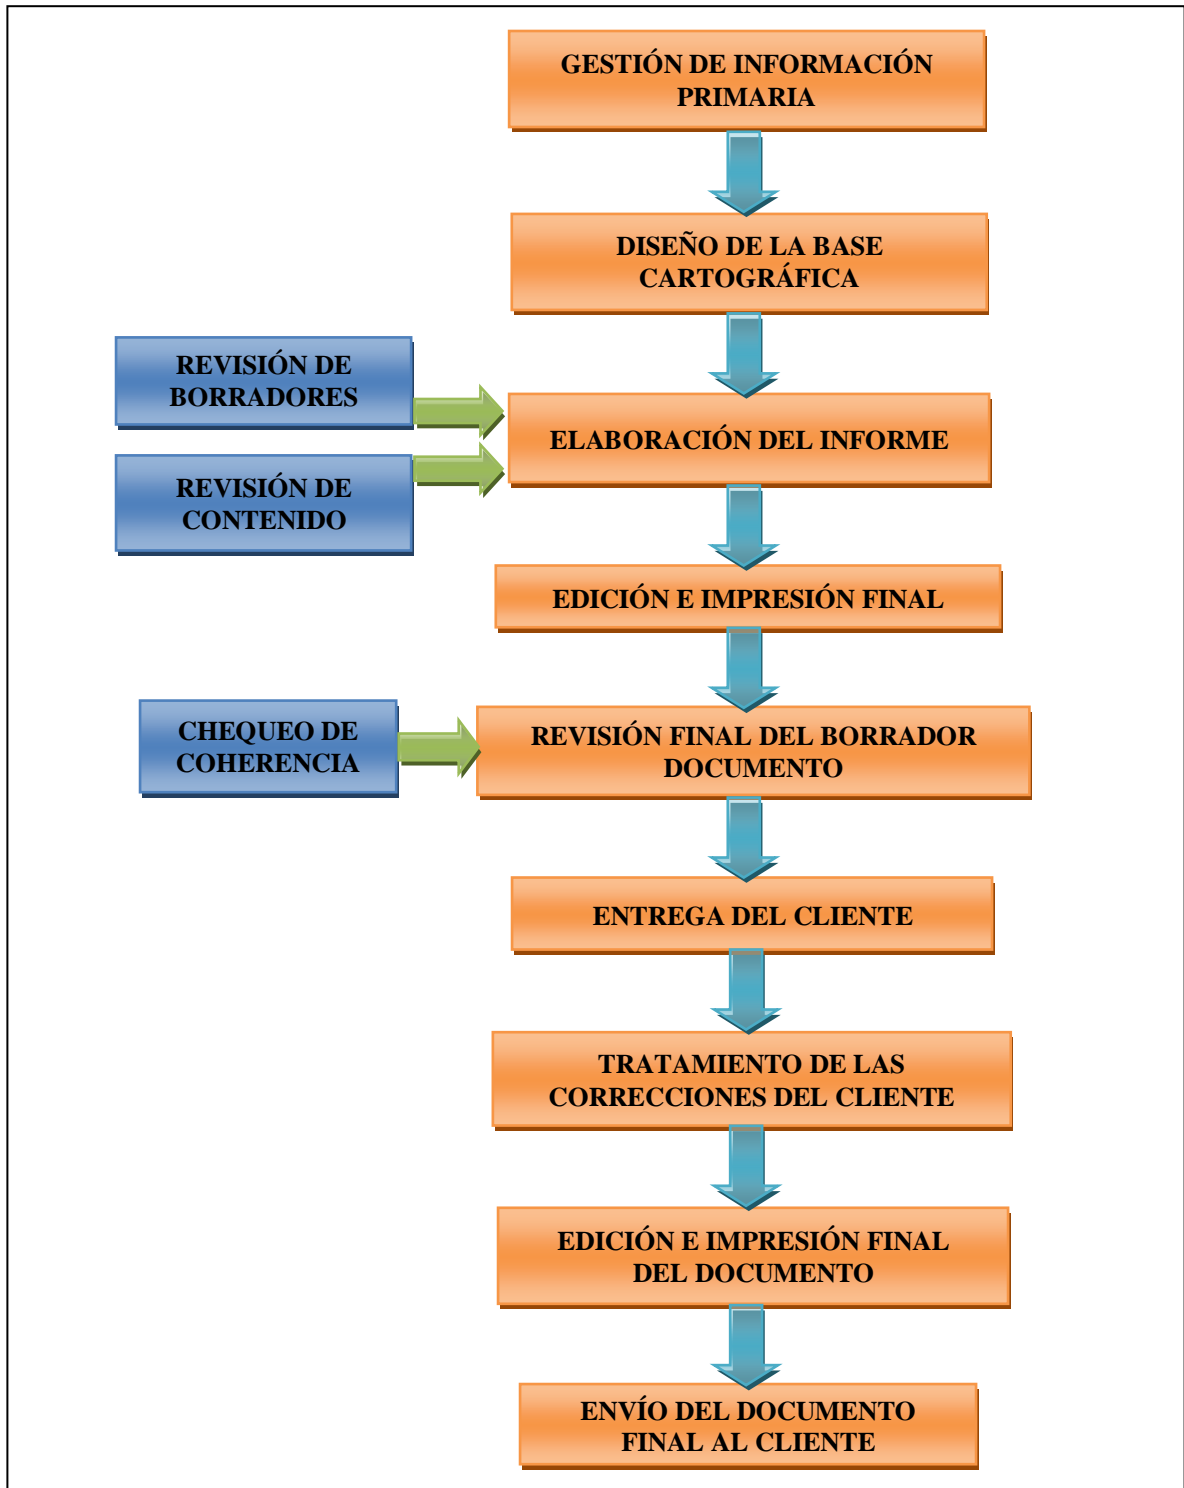 GESTIÓN DE INFORMACIÓN
PRIMARIA
DISEÑO DE LA BASE
CARTOGRÁFICA
REVISIÓN DE
BORRADORES
ELABORACIÓN DEL INFORME
REVISIÓN DE
CONTENIDO
EDICIÓN E IMPRESIÓN FINAL
CHEQUEO DE
COHERENCIA
REVISIÓN FINAL DEL BORRADOR
DOCUMENTO
ENTREGA DEL CLIENTE
TRATAMIENTO DE LAS
CORRECCIONES DEL CLIENTE
EDICIÓN E IMPRESIÓN FINAL
DEL DOCUMENTO
ENVÍO DEL DOCUMENTO
FINAL AL CLIENTE